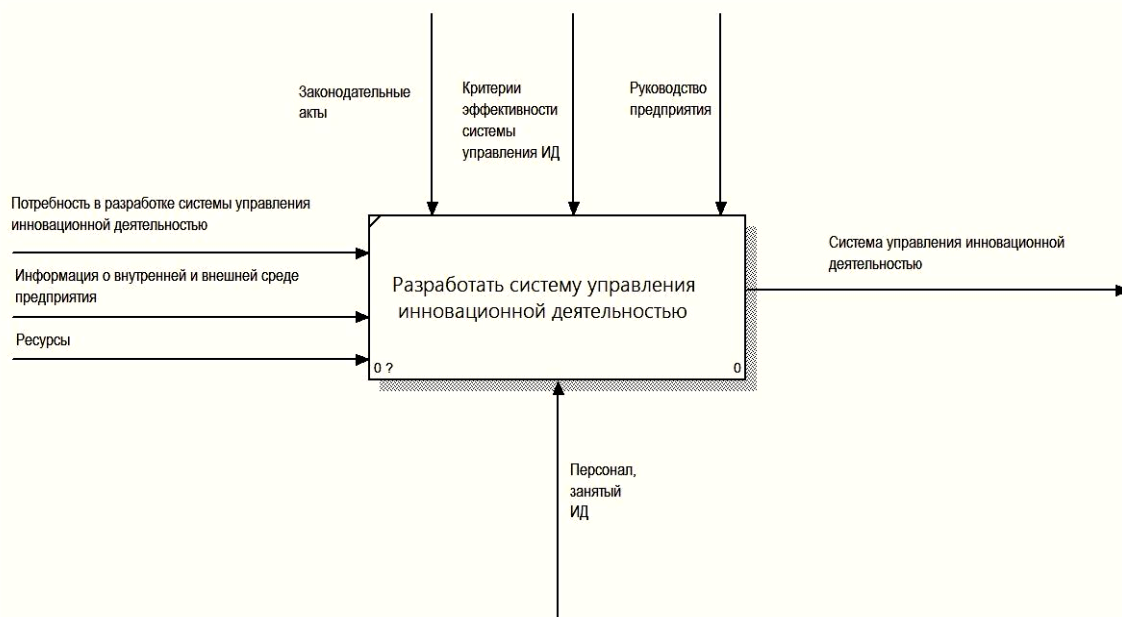 Законодательные
акты
Критерии
эффективности
системы
управления ИД
Руководство
предприятия
Потребность в разработке системы управления
инновационной деятельностью
Информация о внутренней и внешней среде
предприятия
Ресурсы
Разработать систему управления
инновационной деятельностью
0 ?
0
Система управления инновационной
деятельностью
Персонал,
занятый
ИД